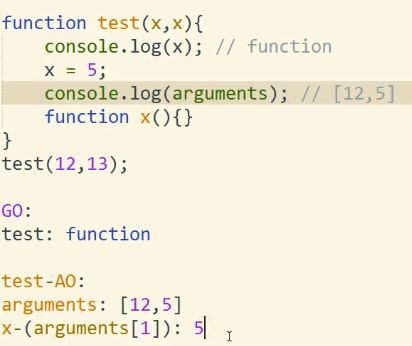 function test(x,x){
    console.log(x); // function
    x = 5;
    console.log(arguments); // [12,5]
    function x(){}
}
test(12,13);

GO:
test: function

test-AO:
arguments: [12,5]
x-(arguments[1]): 5